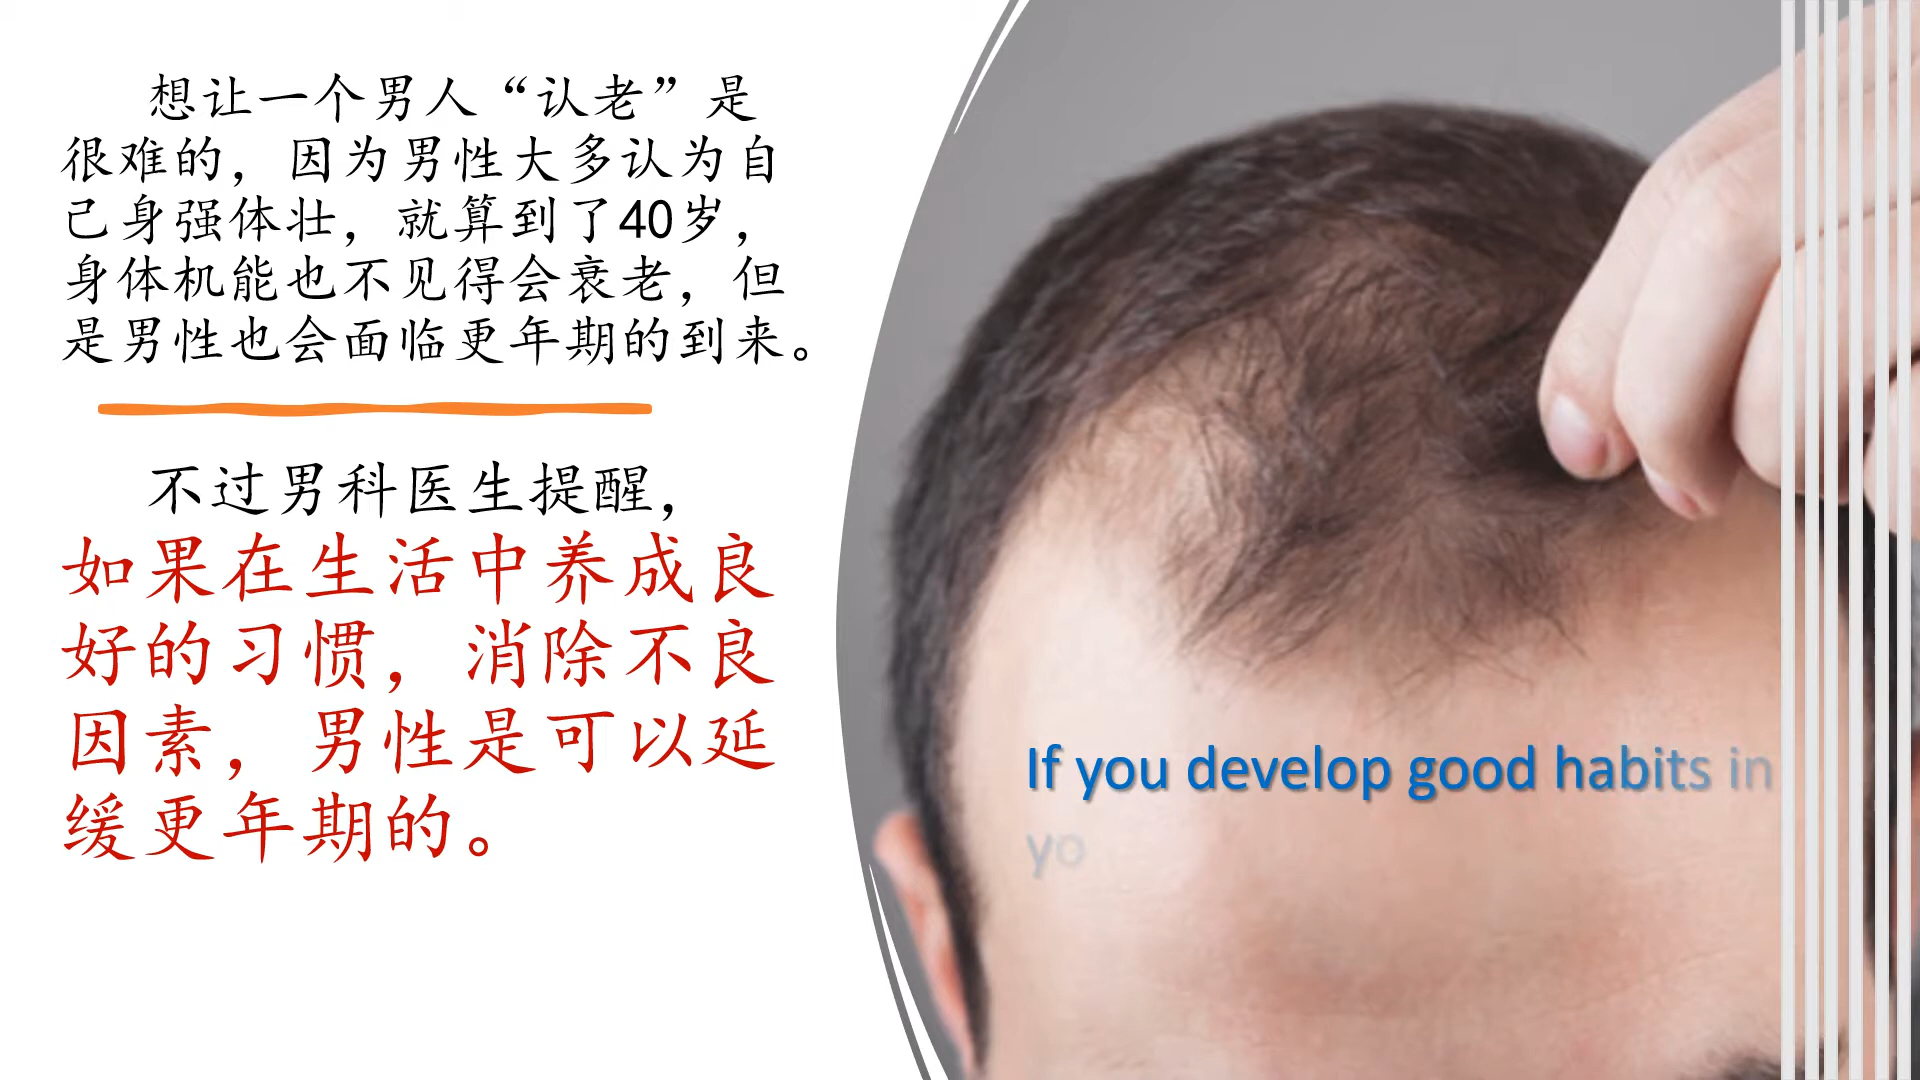 想让一个男人“认老”是
很难的，因为男性大多认为自
己身强体壮，就算到了40岁，
身体机能也不见得会衰老，但
是男性也会面临更年期的到来。
不过男科医生提醒，
如果在生活中养成良
好的习惯，消除不良
因素，男性是可以延
缓更年期的。
If you develop good habits in
yo